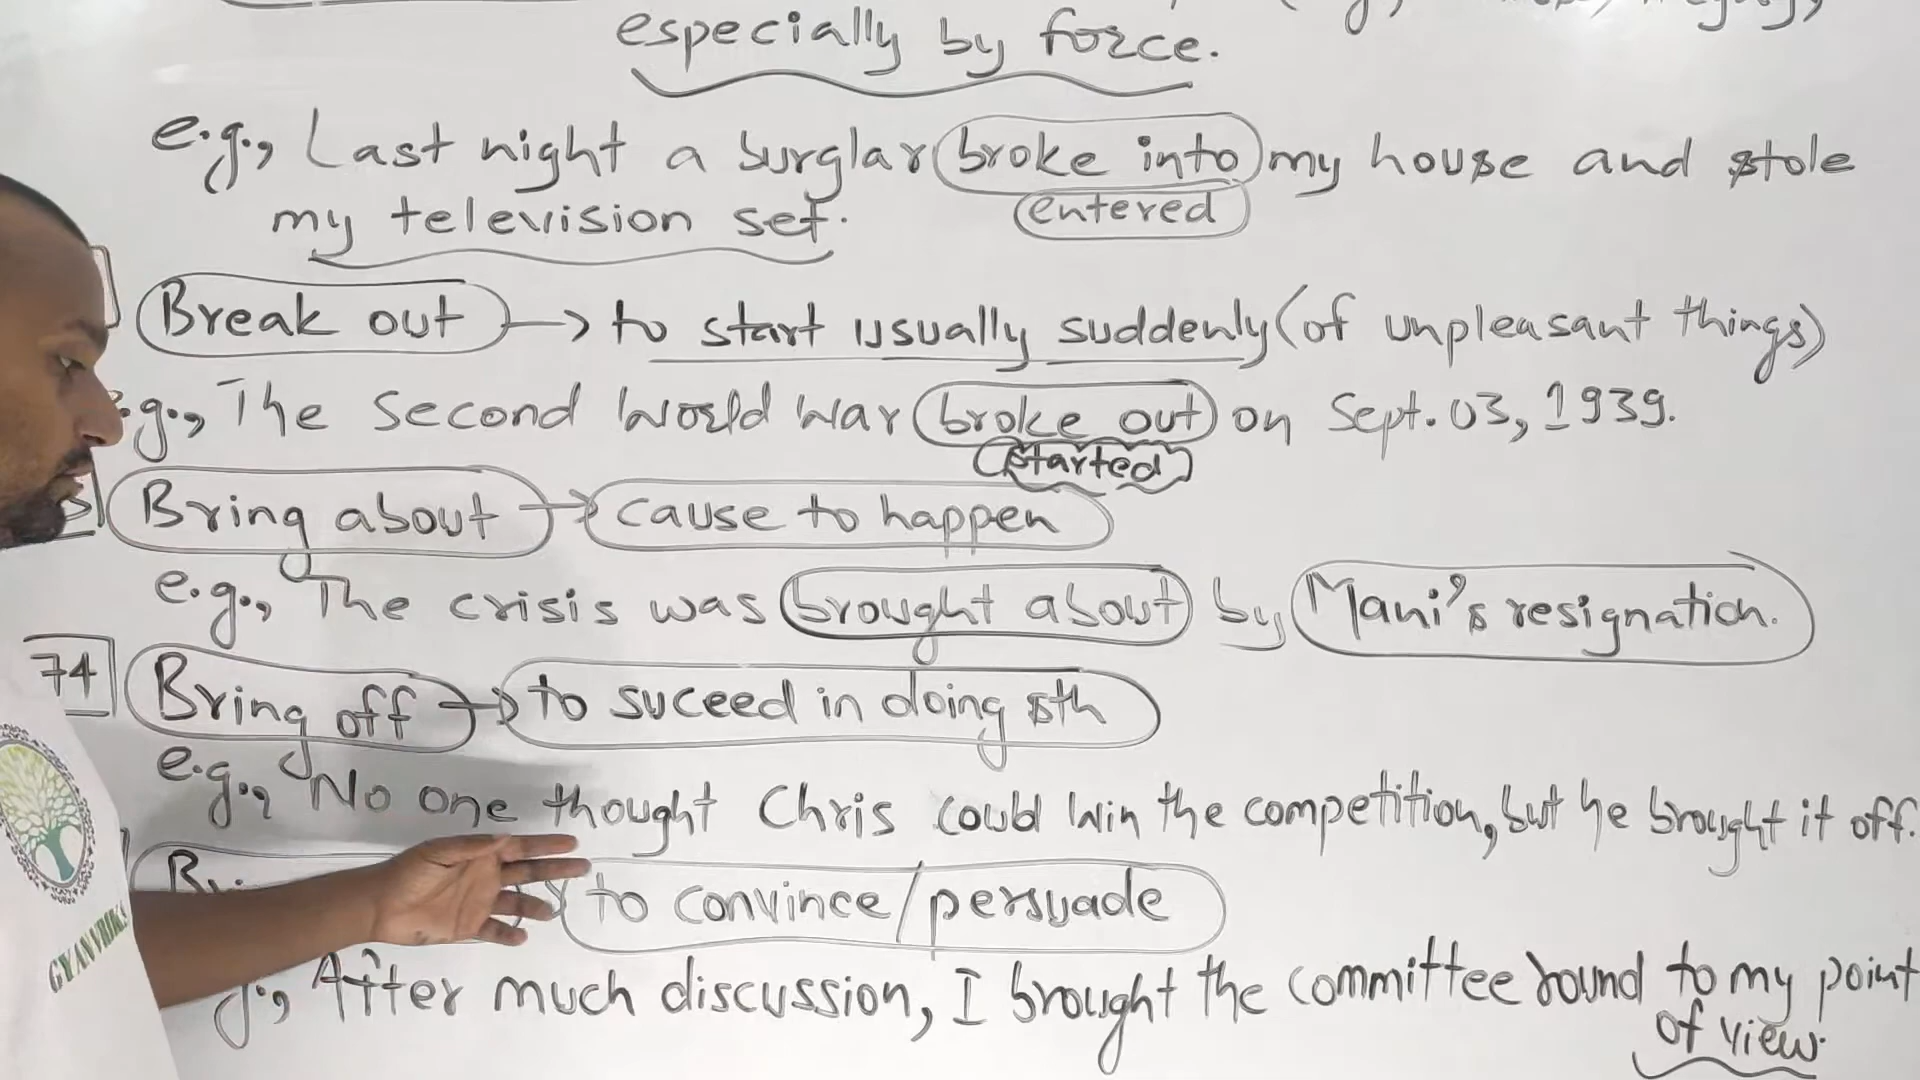 especially by force.
e.g., Last night a burglar broke into my house and stole
my television set. entered
Break out → to start usually suddenly (of unpleasant things)
g., The Second World War broke out on Sept. 03, 1939.
(started)
Bring about → cause to happen
e.g., The crisis was brought about by Mani's resignation.
74 Bring off → to suceed in doing sth
e.g., No one thought Chris could win the competition, but he brought it off.
to convince/persuade
g., After much discussion, I brought the committee round to my point
of view.
GYANVRIKS